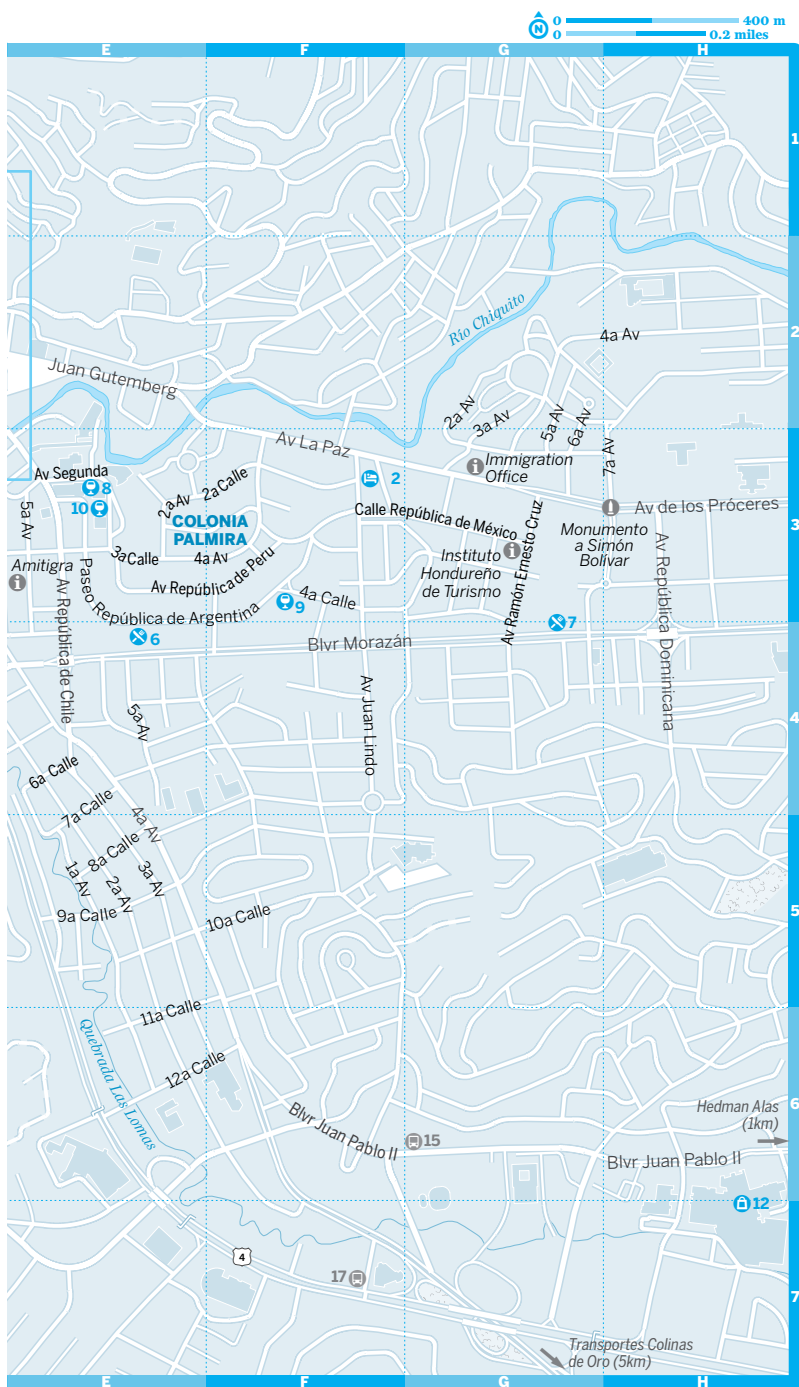 N
0 400 m
0 0.2 miles
E F G H
1
2
3
4
5
6
7
Río Chiquito
4a Av
Juan Gutemberg
2a Av
3a Av
5a Av
6a Av
7a Av
Av La Paz
Immigration
Office
2
Av Segunda
8
10
2a Av
2a Calle
5a Av
COLONIA
PALMIRA
Calle República de México
Av de los Próceres
Monumento
a Simón
Bolívar
Instituto
Hondureño
de Turismo
Av Ramón Ernesto Cruz
Av República Dominicana
3a Calle
4a Av
Amitigra
Av República de Peru
Paseo República de Argentina
4a Calle
9
6
7
Blvr Morazán
Av República de Chile
5a Av
Av Juan Lindo
6a Calle
7a Calle
4a Av
8a Calle
1a Av
2a Av
3a Av
9a Calle
10a Calle
11a Calle
12a Calle
Quebrada Las Lomas
Hedman Alas
(1km)
Blvr Juan Pablo II
15
Blvr Juan Pablo II
12
4
17
Transportes Colinas
de Oro (5km)
E F G H